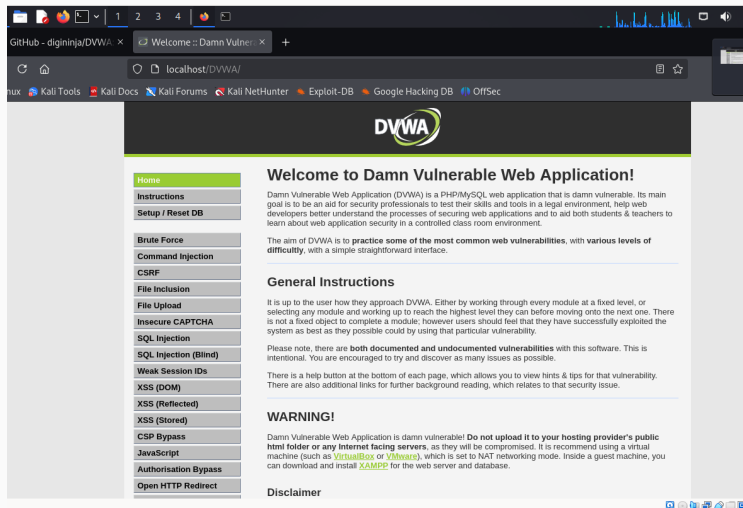 1 2 3 4
GitHub - digininja/DVWA: × Welcome :: Damn Vulner: × +
localhost/DVWA/
nux Kali Tools Kali Docs Kali Forums Kali NetHunter Exploit-DB Google Hacking DB OffSec
DVWA
Home
Instructions
Setup / Reset DB
Brute Force
Command Injection
CSRF
File Inclusion
File Upload
Insecure CAPTCHA
SQL Injection
SQL Injection (Blind)
Weak Session IDs
XSS (DOM)
XSS (Reflected)
XSS (Stored)
CSP Bypass
JavaScript
Authorisation Bypass
Open HTTP Redirect
Welcome to Damn Vulnerable Web Application!
Damn Vulnerable Web Application (DVWA) is a PHP/MySQL web application that is damn vulnerable. Its main
goal is to be an aid for security professionals to test their skills and tools in a legal environment, help web
developers better understand the processes of securing web applications and to aid both students & teachers to
learn about web application security in a controlled class room environment.
The aim of DVWA is to practice some of the most common web vulnerabilities, with various levels of
difficultly, with a simple straightforward interface.
General Instructions
It is up to the user how they approach DVWA. Either by working through every module at a fixed level, or
selecting any module and working up to reach the highest level they can before moving onto the next one. There
is not a fixed object to complete a module; however users should feel that they have successfully exploited the
system as best as they possible could by using that particular vulnerability.
Please note, there are both documented and undocumented vulnerabilities with this software. This is
intentional. You are encouraged to try and discover as many issues as possible.
There is a help button at the bottom of each page, which allows you to view hints & tips for that vulnerability.
There are also additional links for further background reading, which relates to that security issue.
WARNING!
Damn Vulnerable Web Application is damn vulnerable! Do not upload it to your hosting provider's public
html folder or any Internet facing servers, as they will be compromised. It is recommend using a virtual
machine (such as VirtualBox or VMware), which is set to NAT networking mode. Inside a guest machine, you
can download and install XAMPP for the web server and database.
Disclaimer